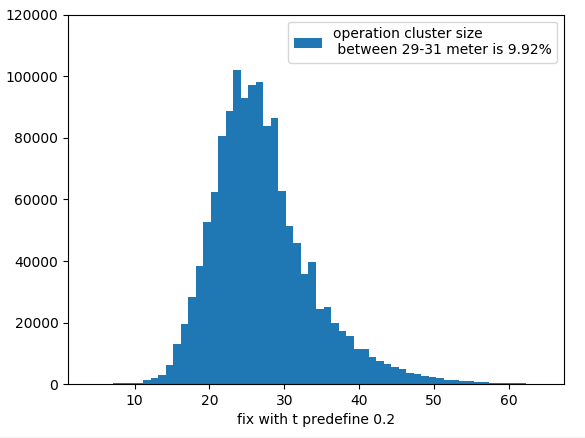 120000
100000
80000
60000
40000
20000
0
operation cluster size
between 29-31 meter is 9.92%
10 20 30 40 50 60
fix with t predefine 0.2